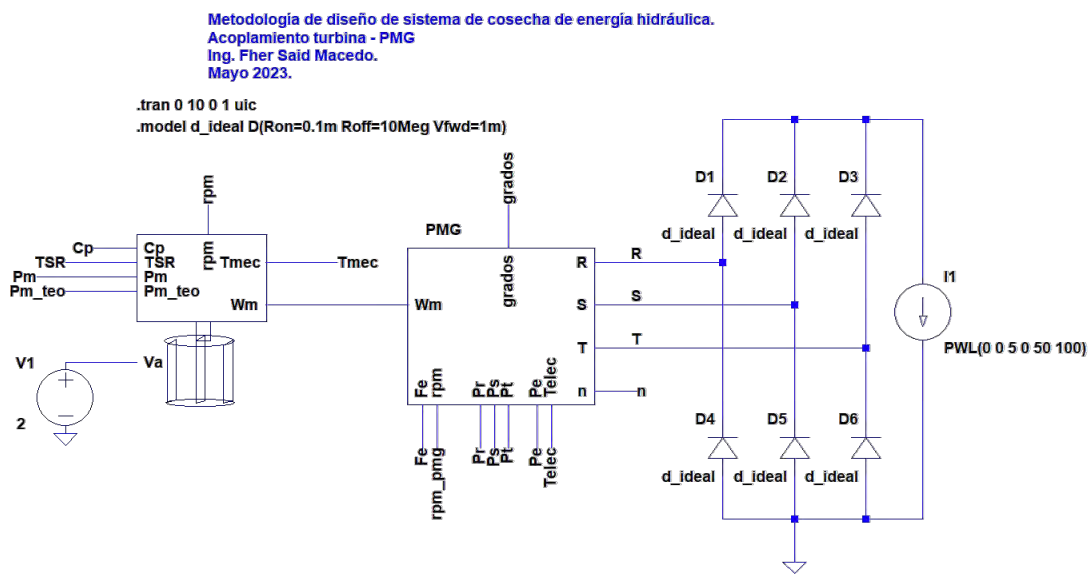 Metodología de diseño de sistema de cosecha de energía hidráulica.
Acoplamiento turbina - PMG
Ing. Fher Said Macedo.
Mayo 2023.
.tran 0 10 0 1 uic
.model d_ideal D(Ron=0.1m Roff=10Meg Vfwd=1m)
rpm
Cp
TSR
Pm
Pm_teo
Cp
TSR
Pm
Pm_teo
rpm
Tmec
Wm
Tmec
V1
2
Va
grados
PMG
grados
Wm
R
S
T
n
R
S
T
n
Fe
rpm
Pr
Ps
Pt
Pe
Telec
Fe
rpm_pmg
Pr
Ps
Pt
Pe
Telec
D1
D2
D3
d_ideal
d_ideal
d_ideal
I1
PWL(0 0 5 0 50 100)
D4
D5
D6
d_ideal
d_ideal
d_ideal